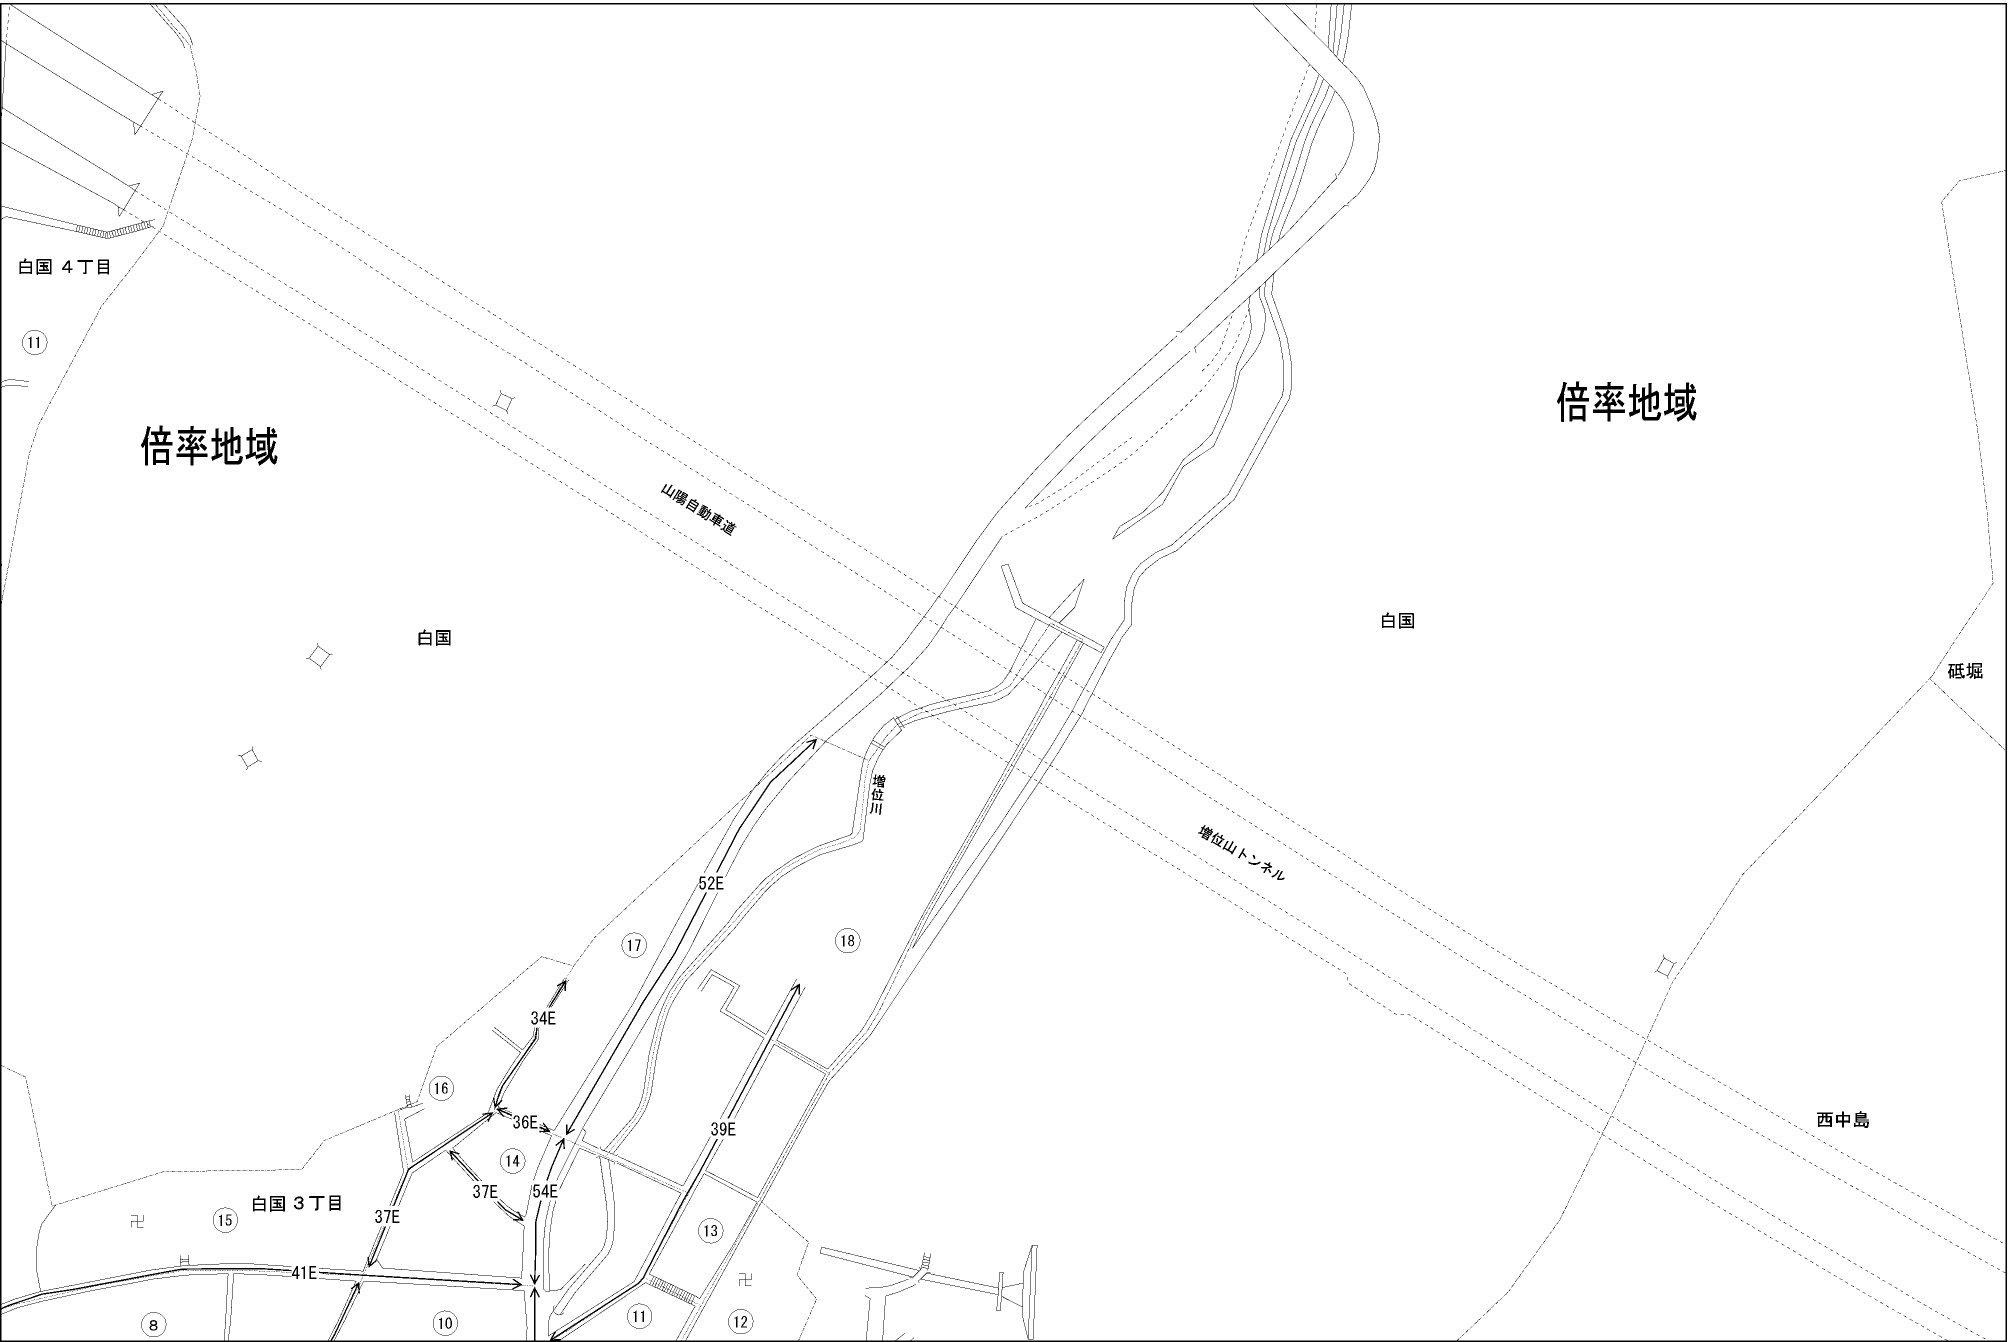 白国 4丁目
⑪
倍率地域
倍率地域
山陽自動車道
白国
白国
砥堀
増位川
増位山トンネル
52E
⑰
⑱
34E
⑯
36E
39E
西中島
⑭
37E
54E
白国 3丁目
⑮
37E
⑬
41E
⑧
⑩
⑪
⑫